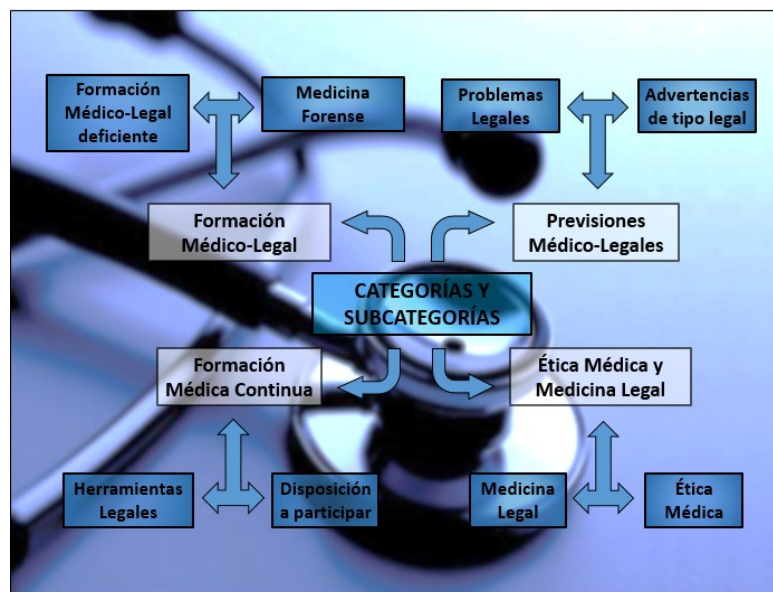 Formación
Médico-Legal
deficiente
Medicina
Forense
Problemas
Legales
Advertencias
de tipo legal
Formación
Médico-Legal
Previsiones
Médico-Legales
CATEGORÍAS Y
SUBCATEGORÍAS
Formación
Médica Continua
Ética Médica y
Medicina Legal
Herramientas
Legales
Disposición
a participar
Medicina
Legal
Ética
Médica